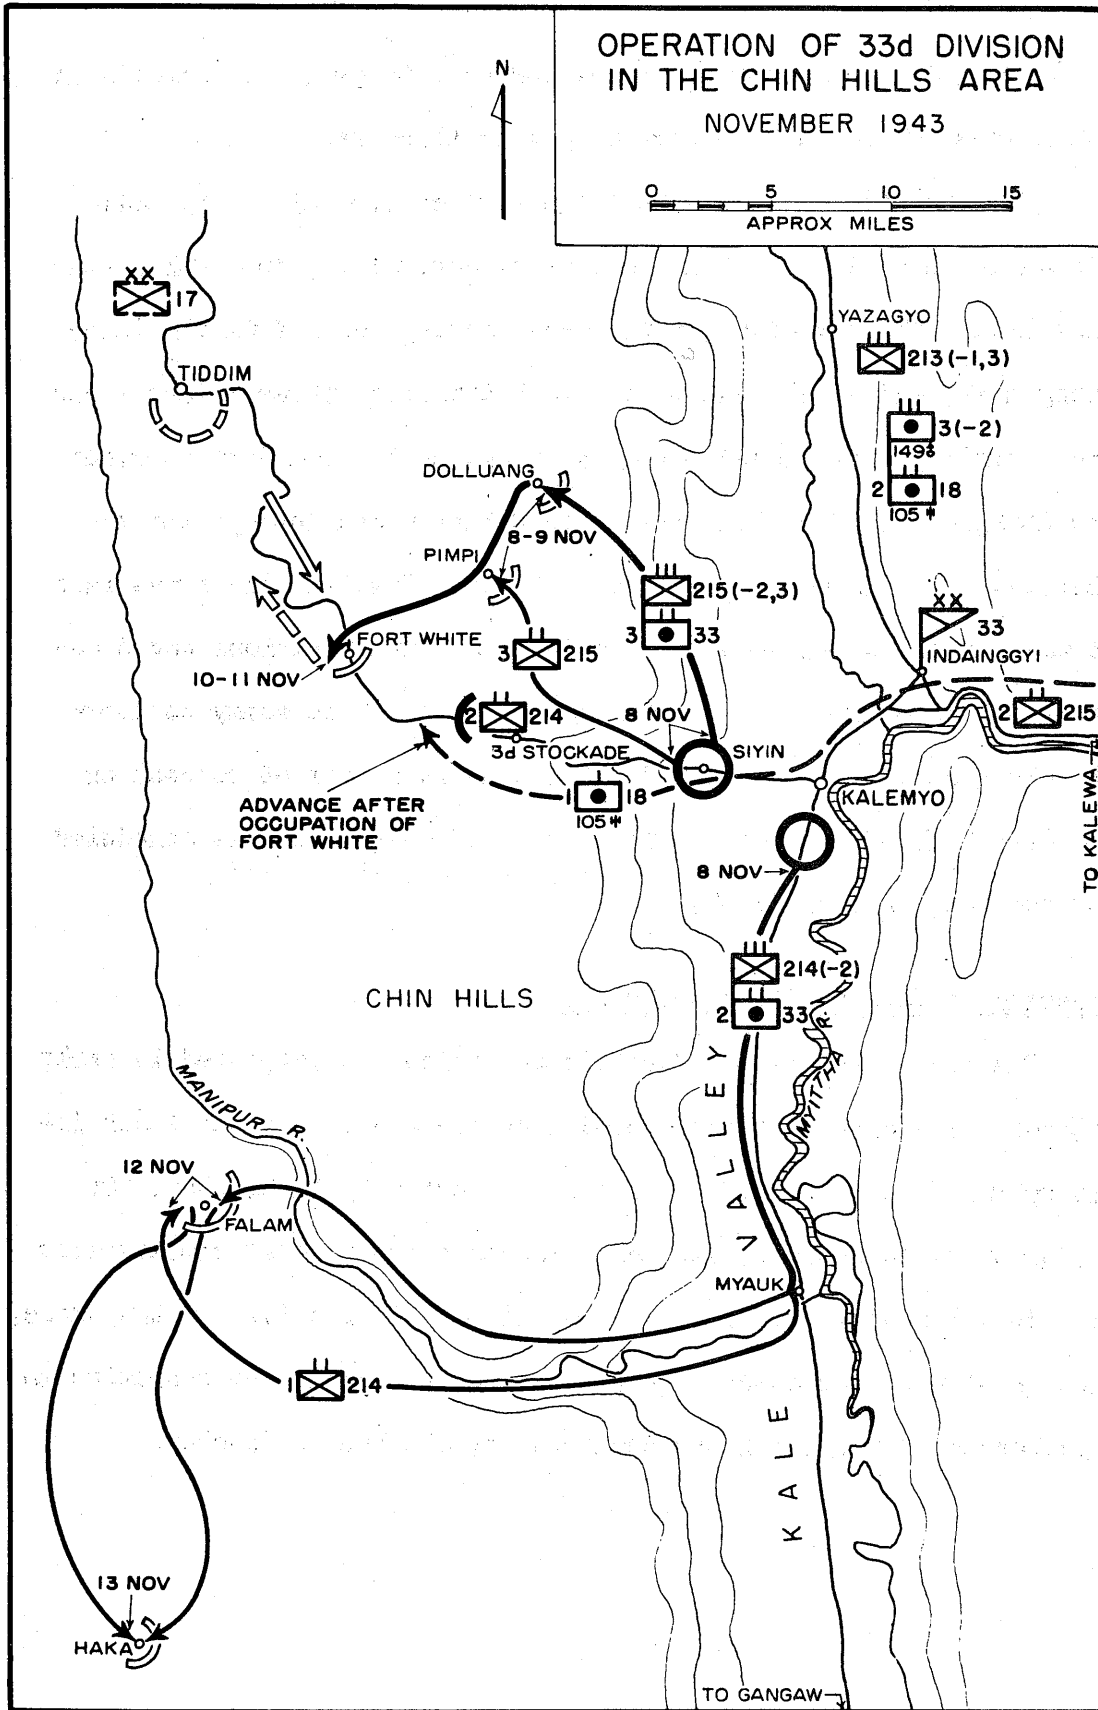 OPERATION OF 33d DIVISION
IN THE CHIN HILLS AREA
NOVEMBER 1943
0 5 10 15
APPROX MILES
N
XX
17
TIDDIM
YAZAGYO
213(-1,3)
3(-2)
149
2 18
105
DOLLUANG
8-9 NOV
PIMPI
215(-2,3)
3 33
FORT WHITE
3 215
10-11 NOV
XX
33
INDAINGGYI
2 215
2 214
8 NOV
3d STOCKADE
SIYIN
KALEMYO
1 18
105
ADVANCE AFTER
OCCUPATION OF
FORT WHITE
TO KALEWA
8 NOV
214(-2)
2 33
CHIN HILLS
MYITTHA R.
MANIPUR R.
12 NOV
FALAM
MYAUK
1 214
KALE VALLEY
13 NOV
HAKA
TO GANGAW